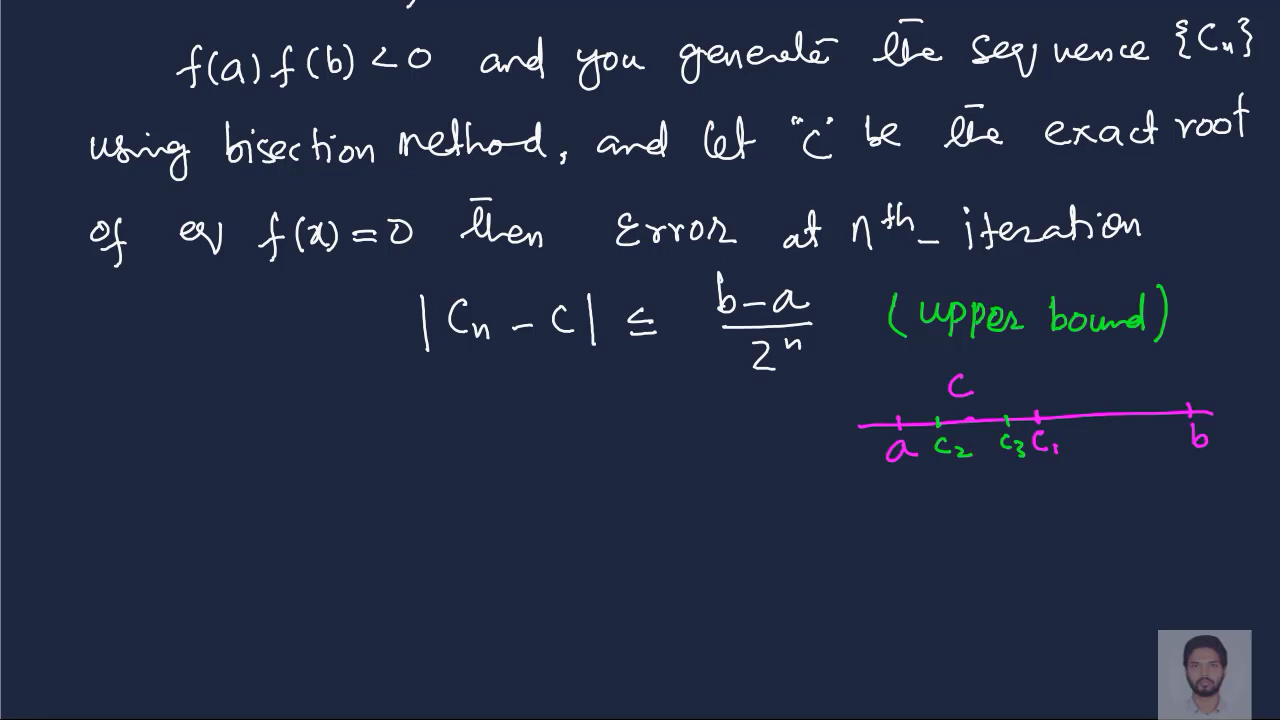 f(a) f(b) < 0 and you generate the sequence {Cn}
using bisection method, and let "c" be the exact root
of eq f(x) = 0 then Error at nth - iteration
|Cn - C| ≤ b-a / 2^n (upper bound)
C
a c2 c3 C1 b